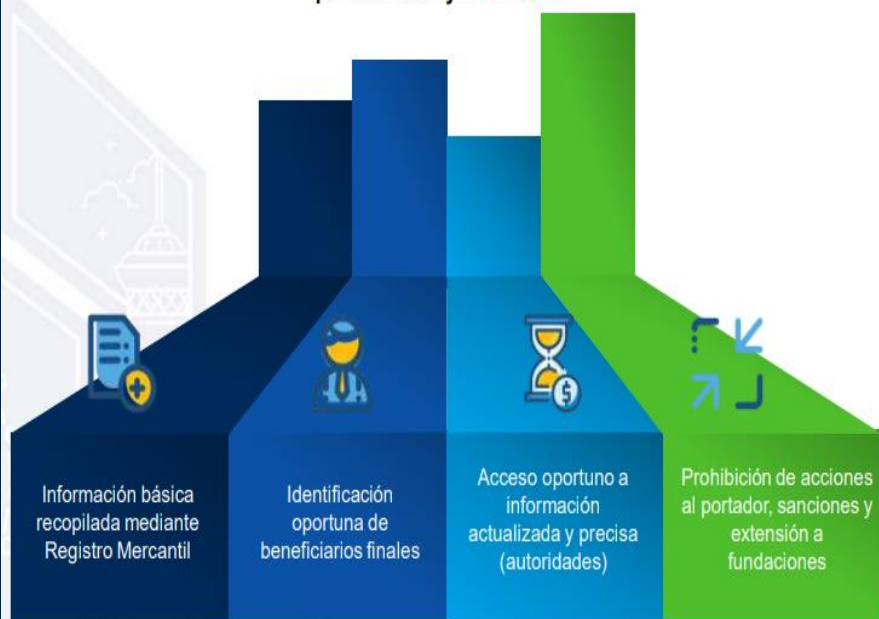 Información básica
recopilada mediante
Registro Mercantil
Identificación
oportuna de
beneficiarios finales
Acceso oportuno a
información
actualizada y precisa
(autoridades)
Prohibición de acciones
al portador, sanciones y
extensión a
fundaciones